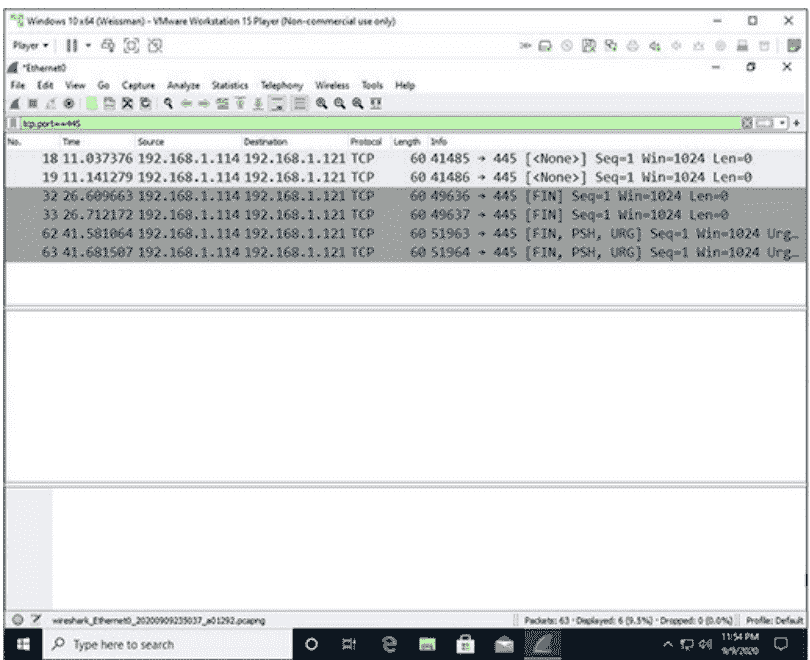 Windows 10 x64 (Weissman) - VMware Workstation 15 Player (Non-commercial use only)
Player
*Ethernet0
File Edit View Go Capture Analyze Statistics Telephony Wireless Tools Help
tcp.port==445
No. Time Source Destination Protocol Length Info
18 11.037376 192.168.1.114 192.168.1.121 TCP 60 41485 → 445 [<None>] Seq=1 Win=1024 Len=0
19 11.141279 192.168.1.114 192.168.1.121 TCP 60 41486 → 445 [<None>] Seq=1 Win=1024 Len=0
32 26.609663 192.168.1.114 192.168.1.121 TCP 60 49636 → 445 [FIN] Seq=1 Win=1024 Len=0
33 26.712172 192.168.1.114 192.168.1.121 TCP 60 49637 → 445 [FIN] Seq=1 Win=1024 Len=0
62 41.581064 192.168.1.114 192.168.1.121 TCP 60 51963 → 445 [FIN, PSH, URG] Seq=1 Win=1024 Urg…
63 41.681507 192.168.1.114 192.168.1.121 TCP 60 51964 → 445 [FIN, PSH, URG] Seq=1 Win=1024 Urg…
wireshark_Ethernet0_20200909235037_a01292.pcapng Packets: 63 · Displayed: 6 (9.5%) · Dropped: 0 (0.0%) Profile: Default
Type here to search
11:54 PM
9/9/2020